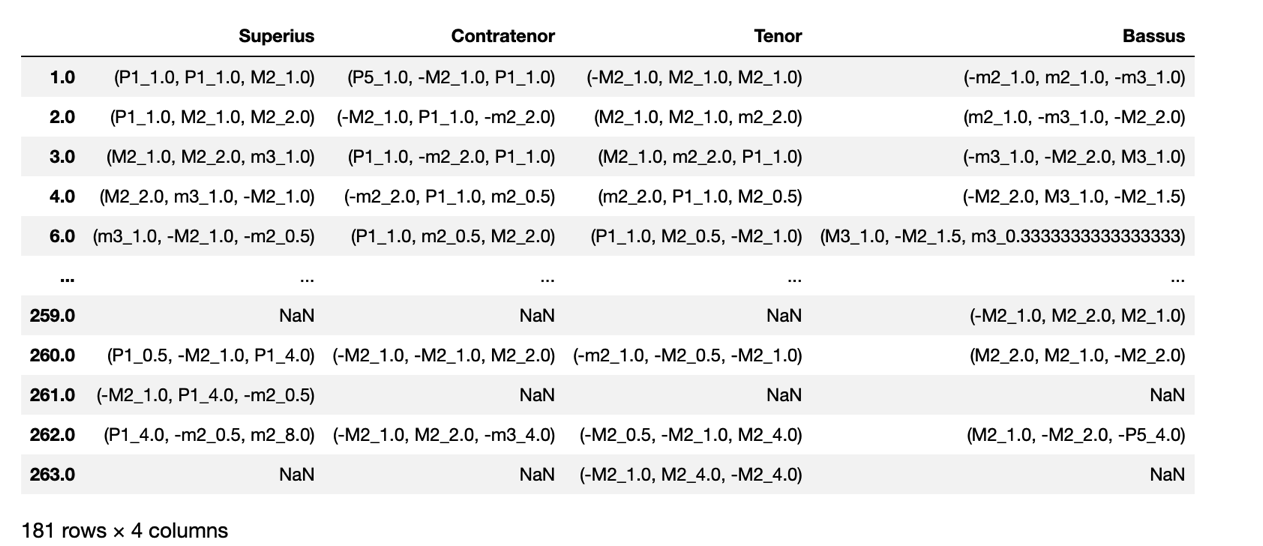 Superius Contratenor Tenor Bassus
1.0 (P1_1.0, P1_1.0, M2_1.0) (P5_1.0, -M2_1.0, P1_1.0) (-M2_1.0, M2_1.0, M2_1.0) (-m2_1.0, m2_1.0, -m3_1.0)
2.0 (P1_1.0, M2_1.0, M2_2.0) (-M2_1.0, P1_1.0, -m2_2.0) (M2_1.0, M2_1.0, m2_2.0) (m2_1.0, -m3_1.0, -M2_2.0)
3.0 (M2_1.0, M2_2.0, m3_1.0) (P1_1.0, -m2_2.0, P1_1.0) (M2_1.0, m2_2.0, P1_1.0) (-m3_1.0, -M2_2.0, M3_1.0)
4.0 (M2_2.0, m3_1.0, -M2_1.0) (-m2_2.0, P1_1.0, m2_0.5) (m2_2.0, P1_1.0, M2_0.5) (-M2_2.0, M3_1.0, -M2_1.5)
6.0 (m3_1.0, -M2_1.0, -m2_0.5) (P1_1.0, m2_0.5, M2_2.0) (P1_1.0, M2_0.5, -M2_1.0) (M3_1.0, -M2_1.5, m3_0.3333333333333333)
... ... ... ... ...
259.0 NaN NaN NaN (-M2_1.0, M2_2.0, M2_1.0)
260.0 (P1_0.5, -M2_1.0, P1_4.0) (-M2_1.0, -M2_1.0, M2_2.0) (-m2_1.0, -M2_0.5, -M2_1.0) (M2_2.0, M2_1.0, -M2_2.0)
261.0 (-M2_1.0, P1_4.0, -m2_0.5) NaN NaN NaN
262.0 (P1_4.0, -m2_0.5, m2_8.0) (-M2_1.0, M2_2.0, -m3_4.0) (-M2_0.5, -M2_1.0, M2_4.0) (M2_1.0, -M2_2.0, -P5_4.0)
263.0 NaN NaN (-M2_1.0, M2_4.0, -M2_4.0) NaN
181 rows × 4 columns